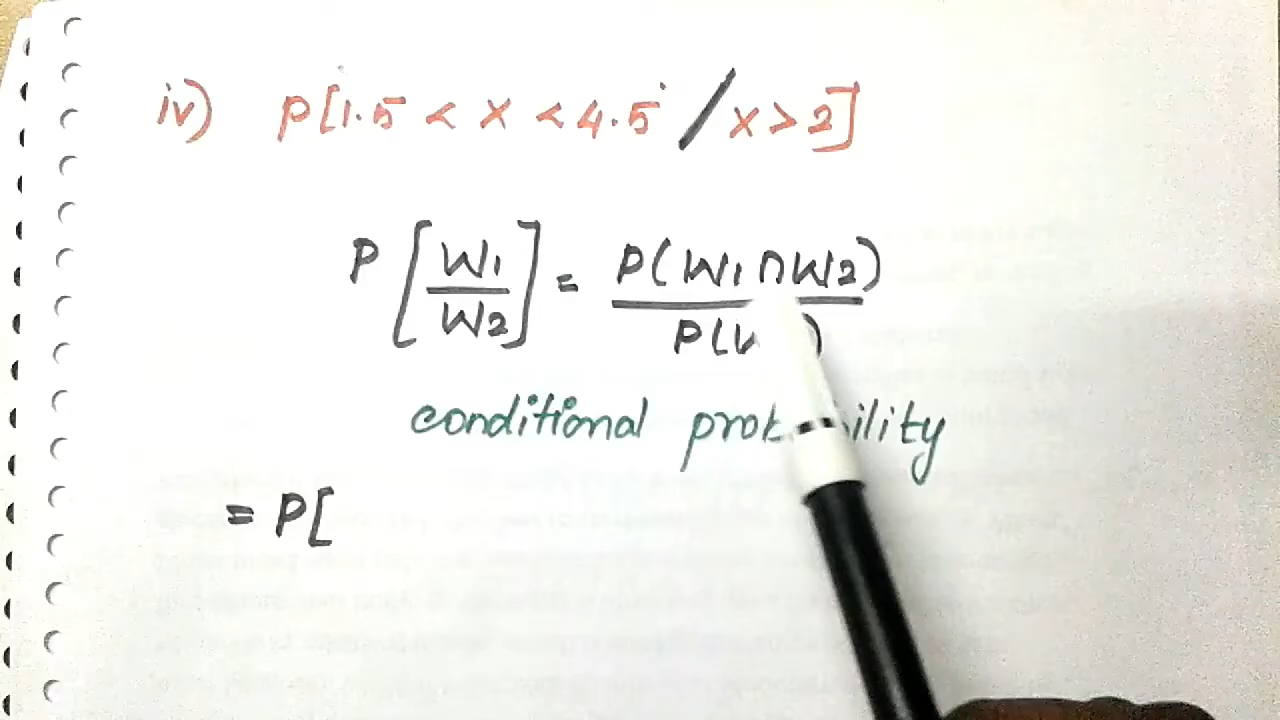 iv) P[1.5 < x < 4.5 / x > 2]
P [W1 / W2] = P(W1 ∩ W2) / P(
conditional
= P[